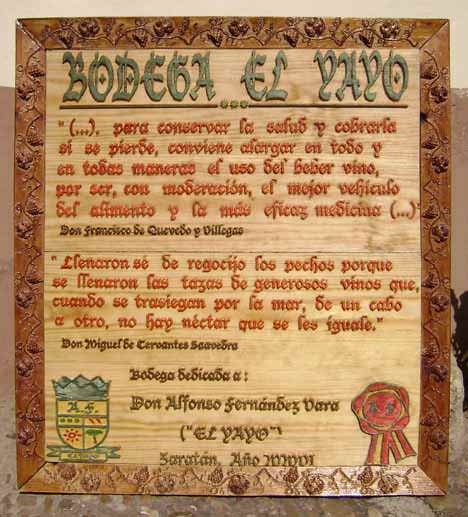 BODEGA EL YAYO
" (...), para conservar la salud y cobrarla
si se pierde, conviene alargar en todo y
en todas maneras el uso del beber vino,
por ser, con moderación, el mejor vehículo
del alimento y la más eficaz medicina (...)"
Don Francisco de Quevedo y Villegas
" Llenaron sé de regocijo los pechos porque
se llenaron las tazas de generosos vinos que,
cuando se trasiegan por la mar, de un cabo
a otro, no hay néctar que se les iguale."
Don Miguel de Cervantes Saavedra
Bodega dedicada a :
Don Alfonso Fernández Vara
("EL YAYO")
Zaratán, Año MMVI
A. F.
A F